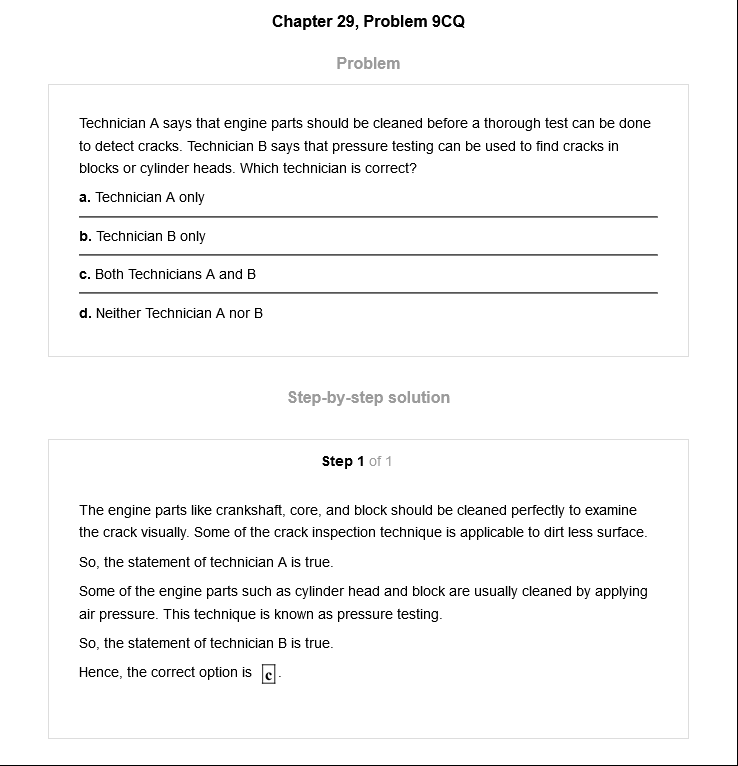 Chapter 29, Problem 9CQ
Problem
Technician A says that engine parts should be cleaned before a thorough test can be done
to detect cracks. Technician B says that pressure testing can be used to find cracks in
blocks or cylinder heads. Which technician is correct?
a. Technician A only
b. Technician B only
c. Both Technicians A and B
d. Neither Technician A nor B
Step-by-step solution
Step 1 of 1
The engine parts like crankshaft, core, and block should be cleaned perfectly to examine
the crack visually. Some of the crack inspection technique is applicable to dirt less surface.
So, the statement of technician A is true.
Some of the engine parts such as cylinder head and block are usually cleaned by applying
air pressure. This technique is known as pressure testing.
So, the statement of technician B is true.
Hence, the correct option is c.